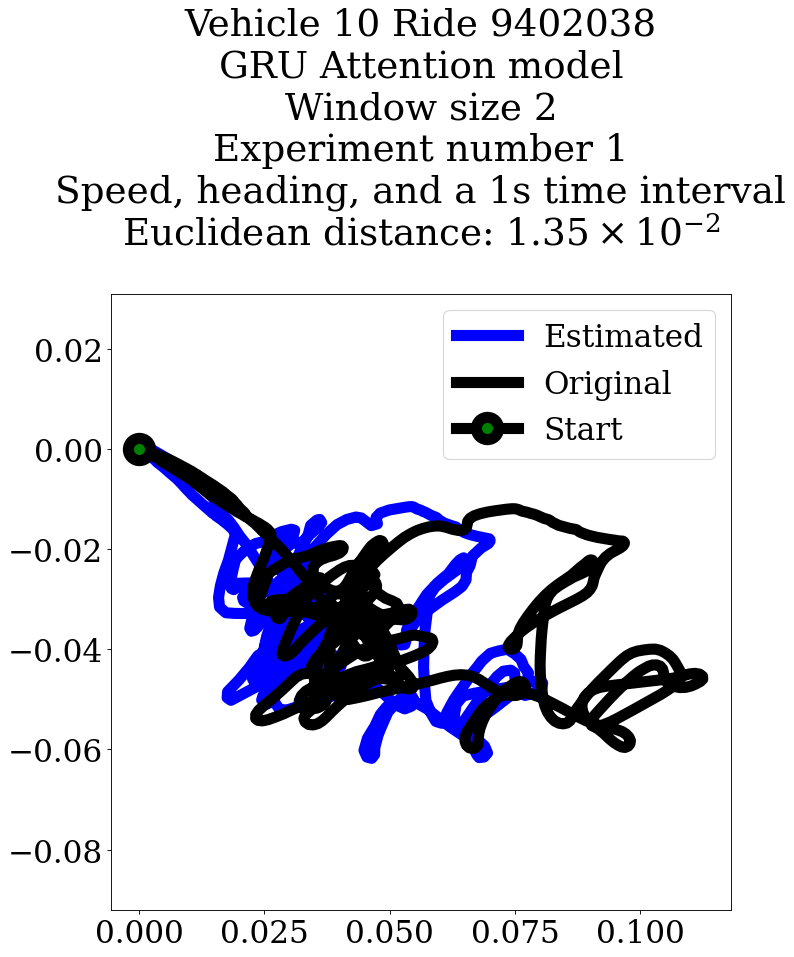 Vehicle 10 Ride 9402038
GRU Attention model
Window size 2
Experiment number 1
Speed, heading, and a 1s time interval
Euclidean distance: 1.35 × 10⁻²
Estimated
Original
Start
0.02
0.00
−0.02
−0.04
−0.06
−0.08
0.000 0.025 0.050 0.075 0.100